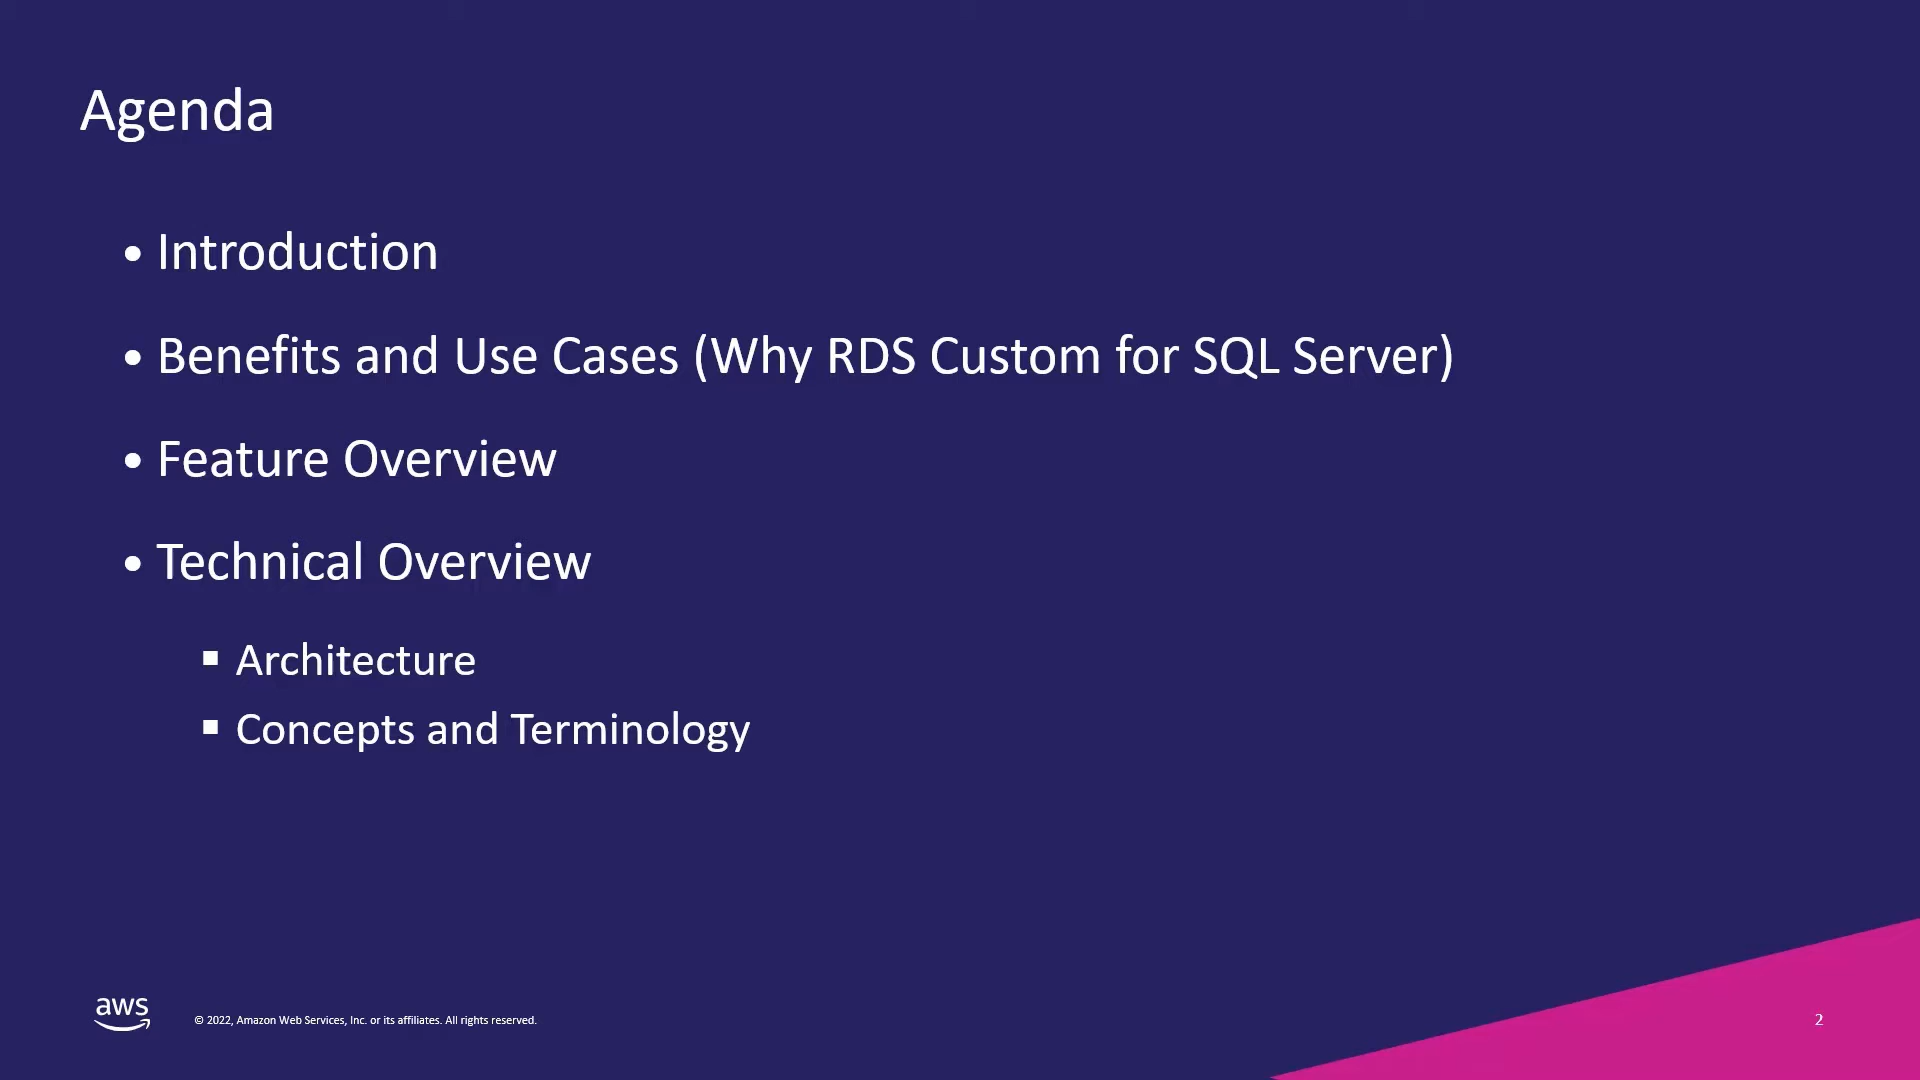 Agenda
• Introduction
• Benefits and Use Cases (Why RDS Custom for SQL Server)
• Feature Overview
• Technical Overview
▪ Architecture
▪ Concepts and Terminology
aws
© 2022, Amazon Web Services, Inc. or its affiliates. All rights reserved.
2